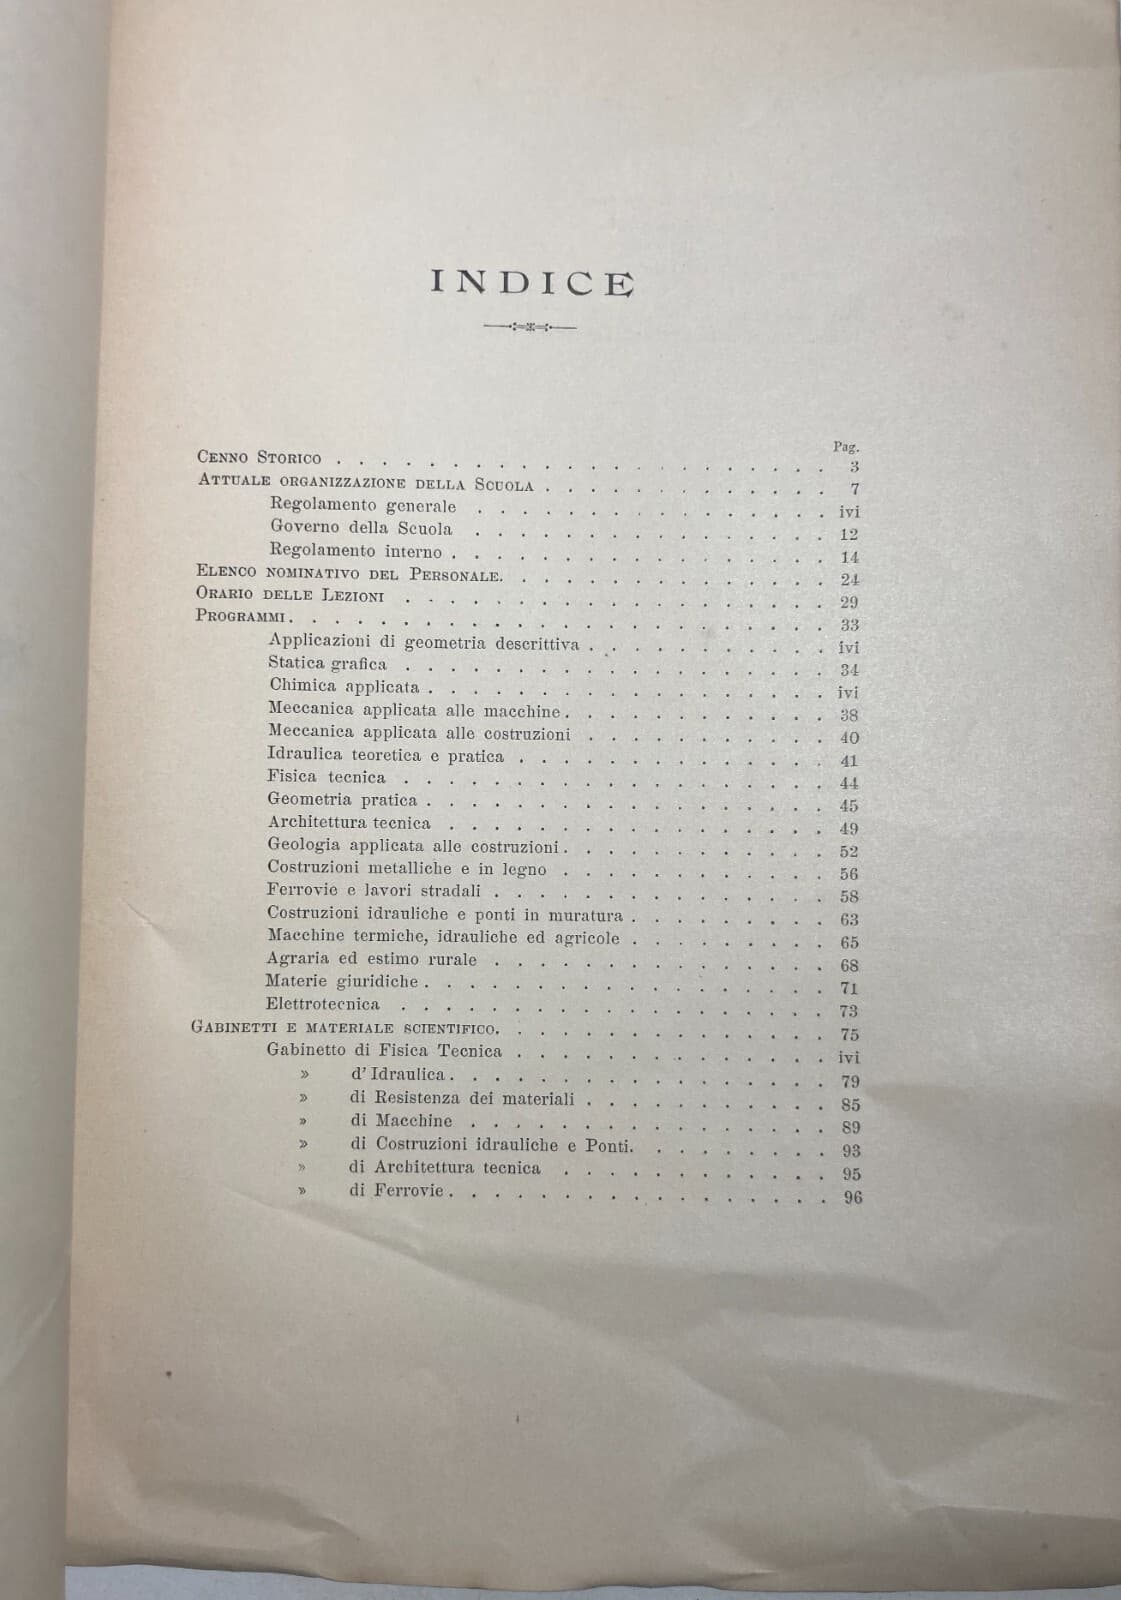 INDICE
Pag.
CENNO STORICO . . . . . . . . . . . . . . . . . . . . . . 3
ATTUALE ORGANIZZAZIONE DELLA SCUOLA . . . . . . . . . . . . . 7
Regolamento generale . . . . . . . . . . . . . . . . ivi
Governo della Scuola . . . . . . . . . . . . . . . . 12
Regolamento interno . . . . . . . . . . . . . . . . . 14
ELENCO NOMINATIVO DEL PERSONALE. . . . . . . . . . . . . . . 24
ORARIO DELLE LEZIONI . . . . . . . . . . . . . . . . . . . 29
PROGRAMMI. . . . . . . . . . . . . . . . . . . . . . . . 33
Applicazioni di geometria descrittiva . . . . . . . . . . . ivi
Statica grafica . . . . . . . . . . . . . . . . . . . 34
Chimica applicata . . . . . . . . . . . . . . . . . . ivi
Meccanica applicata alle macchine . . . . . . . . . . . . 38
Meccanica applicata alle costruzioni . . . . . . . . . . . 40
Idraulica teoretica e pratica . . . . . . . . . . . . . . 41
Fisica tecnica . . . . . . . . . . . . . . . . . . . 44
Geometria pratica . . . . . . . . . . . . . . . . . . 45
Architettura tecnica . . . . . . . . . . . . . . . . . 49
Geologia applicata alle costruzioni . . . . . . . . . . . . 52
Costruzioni metalliche e in legno . . . . . . . . . . . . 56
Ferrovie e lavori stradali . . . . . . . . . . . . . . . 58
Costruzioni idrauliche e ponti in muratura . . . . . . . . . 63
Macchine termiche, idrauliche ed agricole . . . . . . . . . 65
Agraria ed estimo rurale . . . . . . . . . . . . . . . 68
Materie giuridiche . . . . . . . . . . . . . . . . . . 71
Elettrotecnica . . . . . . . . . . . . . . . . . . . 73
GABINETTI E MATERIALE SCIENTIFICO. . . . . . . . . . . . . . . 75
Gabinetto di Fisica Tecnica . . . . . . . . . . . . . . ivi
» d' Idraulica . . . . . . . . . . . . . . . . . 79
» di Resistenza dei materiali . . . . . . . . . . . 85
» di Macchine . . . . . . . . . . . . . . . . 89
» di Costruzioni idrauliche e Ponti. . . . . . . . . 93
» di Architettura tecnica . . . . . . . . . . . . 95
» di Ferrovie . . . . . . . . . . . . . . . . . 96